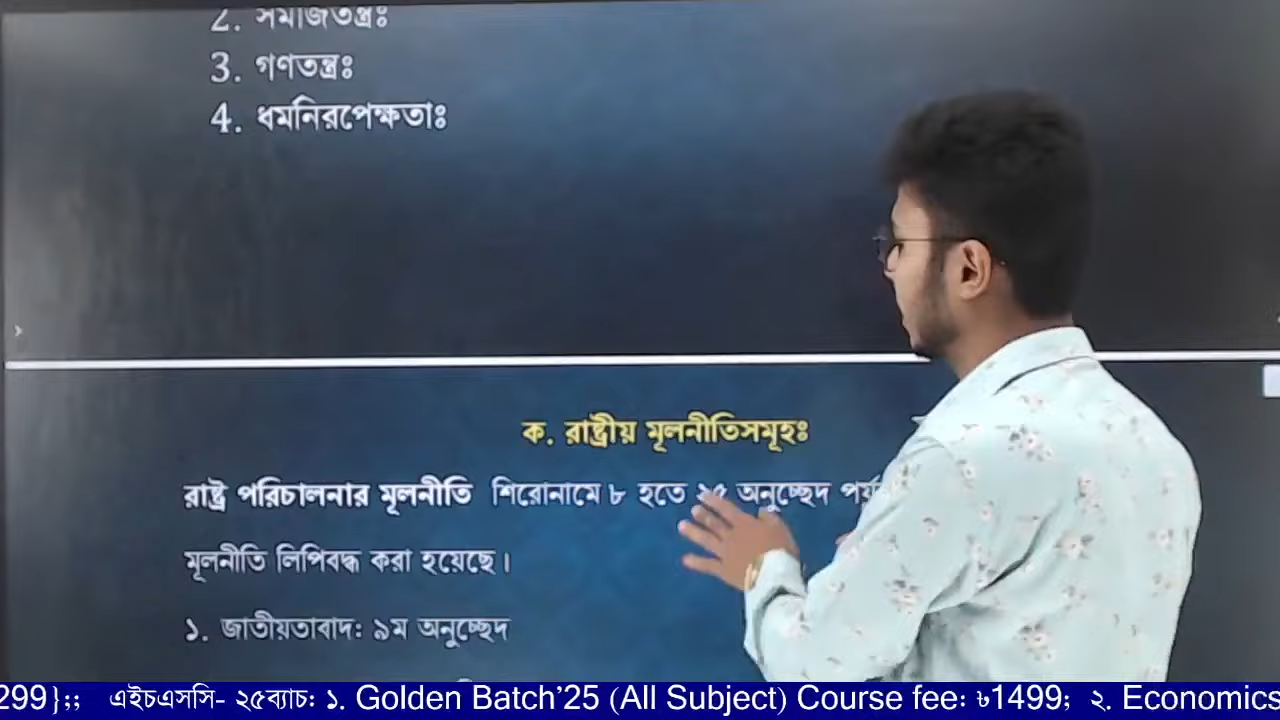 2. সমাজতন্ত্রঃ
3. গণতন্ত্রঃ
4. ধর্মনিরপেক্ষতাঃ
ক. রাষ্ট্রীয় মূলনীতিসমূহঃ
রাষ্ট্র পরিচালনার মূলনীতি শিরোনামে ৮ হতে ২৫ অনুচ্ছেদ
মূলনীতি লিপিবদ্ধ করা হয়েছে।
১. জাতীয়তাবাদ: ৯ম অনুচ্ছেদ
299};; এইচএসসি- ২৫ব্যাচ: ১. Golden Batch'25 (All Subject) Course fee: ৳1499; ২. Economics